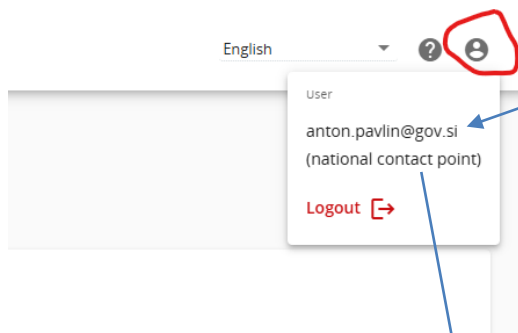 English
User
anton.pavlin@gov.si
(national contact point)
Logout